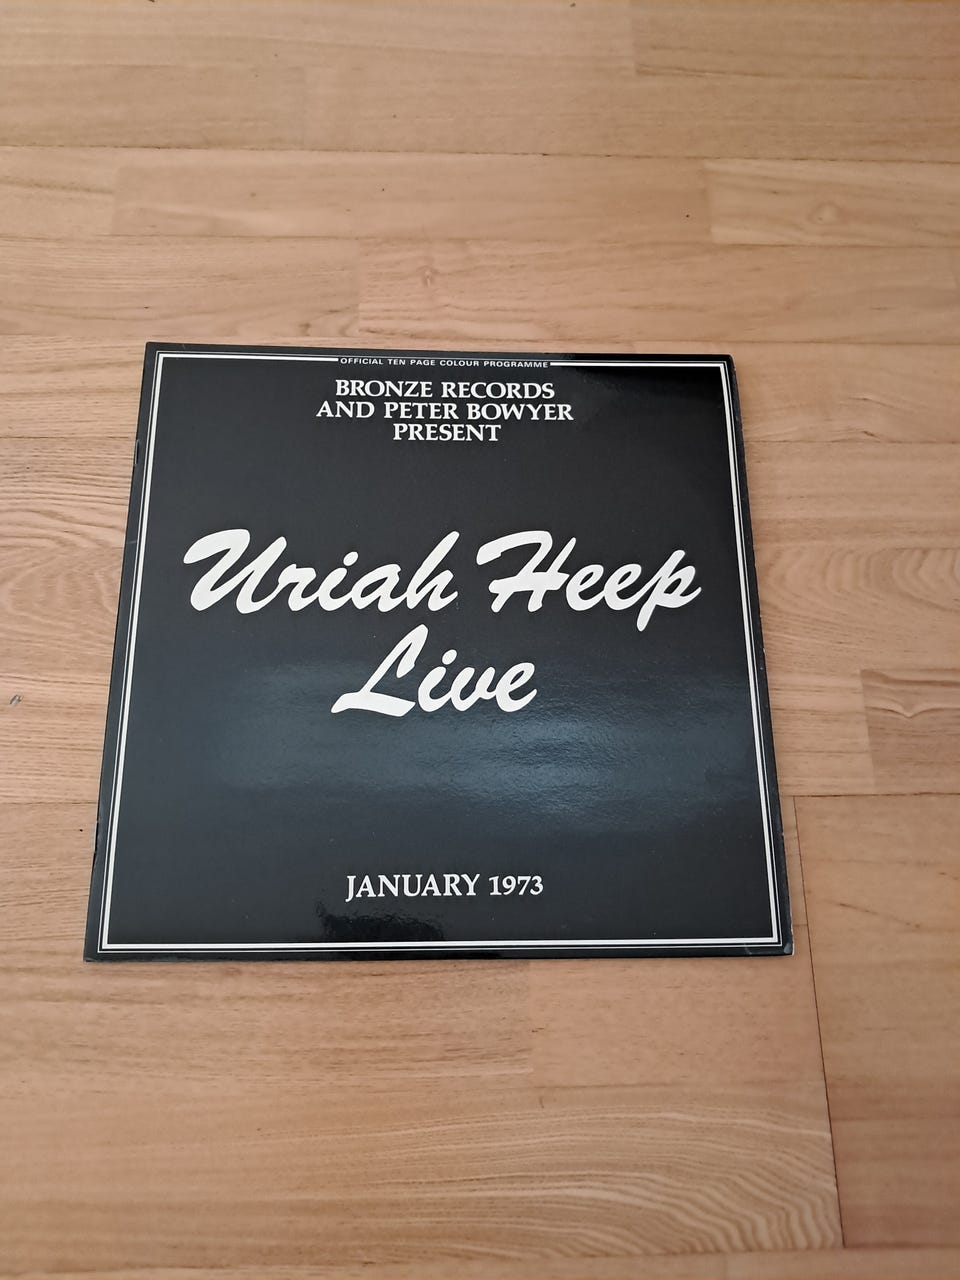 OFFICIAL TEN PAGE COLOUR PROGRAMME
BRONZE RECORDS
AND PETER BOWYER
PRESENT
Uriah Heep
Live
JANUARY 1973